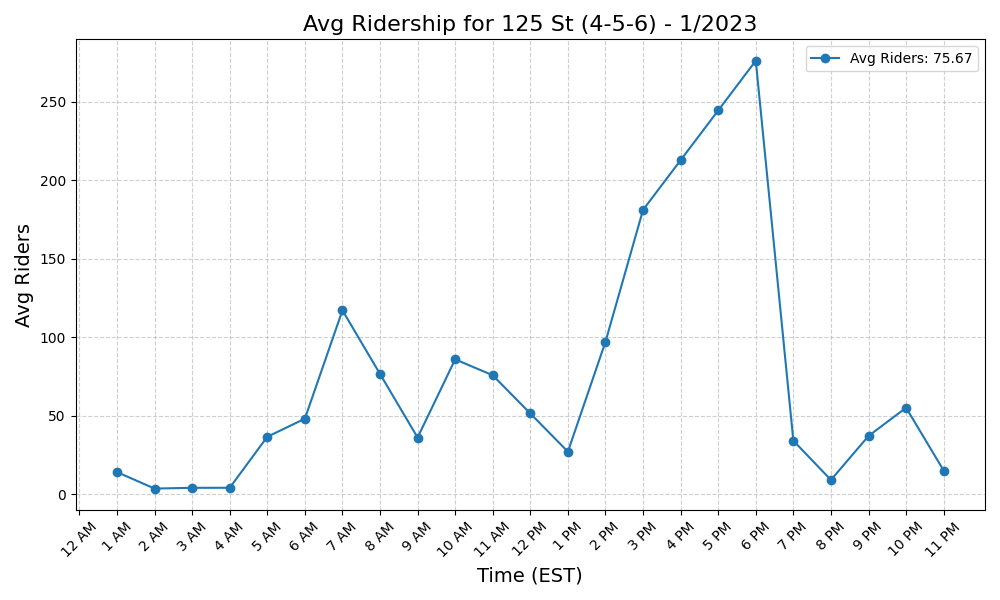 Avg Ridership for 125 St (4-5-6) - 1/2023
Avg Riders: 75.67
Avg Riders
250
200
150
100
50
0
12 AM
1 AM
2 AM
3 AM
4 AM
5 AM
6 AM
7 AM
8 AM
9 AM
10 AM
11 AM
12 PM
1 PM
2 PM
3 PM
4 PM
5 PM
6 PM
7 PM
8 PM
9 PM
10 PM
11 PM
Time (EST)